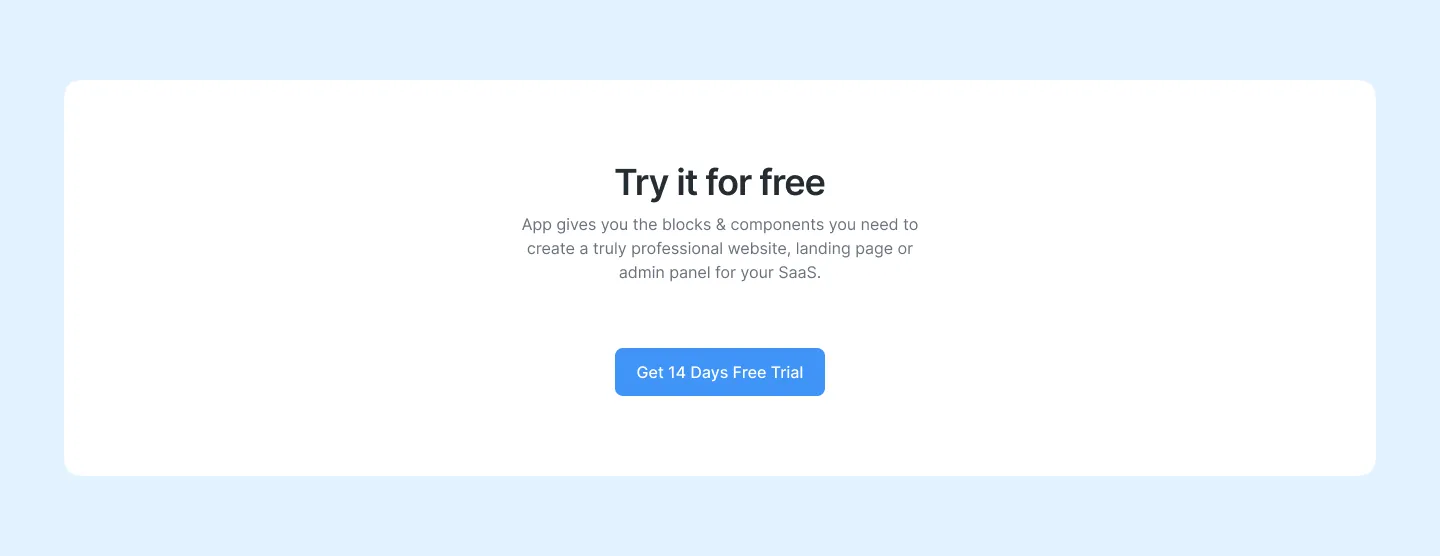 Try it for free
App gives you the blocks & components you need to
create a truly professional website, landing page or
admin panel for your SaaS.
Get 14 Days Free Trial